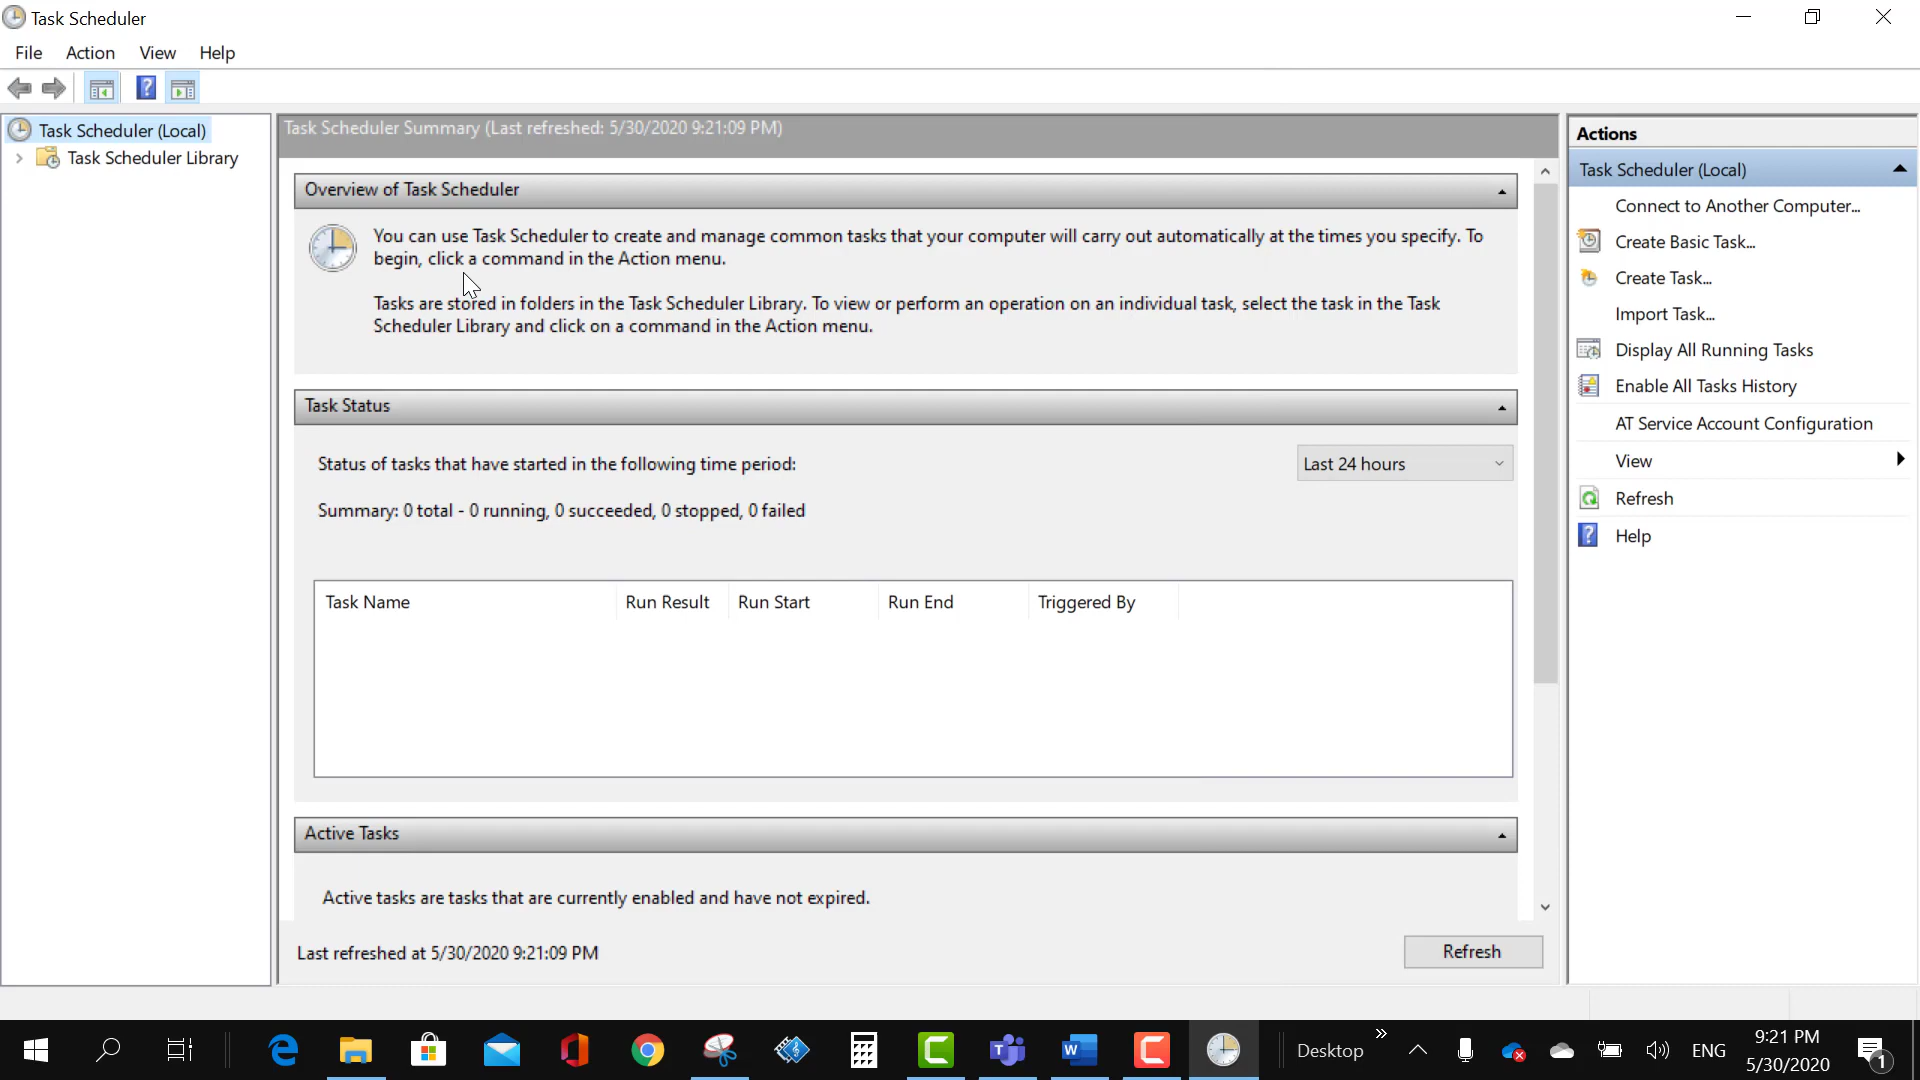 Task Scheduler
File Action View Help
Task Scheduler (Local)
Task Scheduler Library
Task Scheduler Summary (Last refreshed: 5/30/2020 9:21:09 PM)
Overview of Task Scheduler
You can use Task Scheduler to create and manage common tasks that your computer will carry out automatically at the times you specify. To
begin, click a command in the Action menu.
Tasks are stored in folders in the Task Scheduler Library. To view or perform an operation on an individual task, select the task in the Task
Scheduler Library and click on a command in the Action menu.
Task Status
Status of tasks that have started in the following time period:
Last 24 hours
Summary: 0 total - 0 running, 0 succeeded, 0 stopped, 0 failed
Task Name Run Result Run Start Run End Triggered By
Active Tasks
Active tasks are tasks that are currently enabled and have not expired.
Last refreshed at 5/30/2020 9:21:09 PM
Refresh
Actions
Task Scheduler (Local)
Connect to Another Computer...
Create Basic Task...
Create Task...
Import Task...
Display All Running Tasks
Enable All Tasks History
AT Service Account Configuration
View
Refresh
Help
Desktop
ENG
9:21 PM
5/30/2020
1